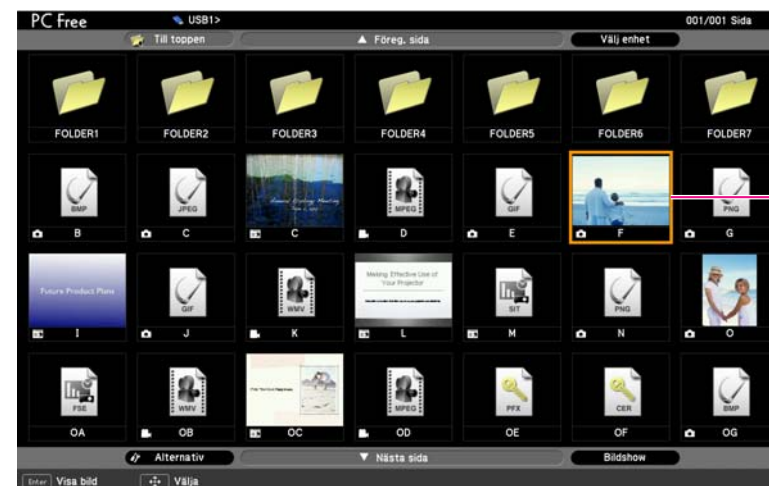 PC Free USB1> 001/001 Sida
Till toppen Föreg. sida Välj enhet
FOLDER1 FOLDER2 FOLDER3 FOLDER4 FOLDER5 FOLDER6 FOLDER7
BMP JPEG MPEG GIF PNG
B C C D E F G
Future Product Plans GIF WMV Making Effective Use of
Your Projector SIT PNG
I J K L M N O
FSE WMV MPEG PFX CER BMP
OA OB OC OD OE OF OG
Alternativ Nästa sida Bildshow
Enter Visa bild Välja